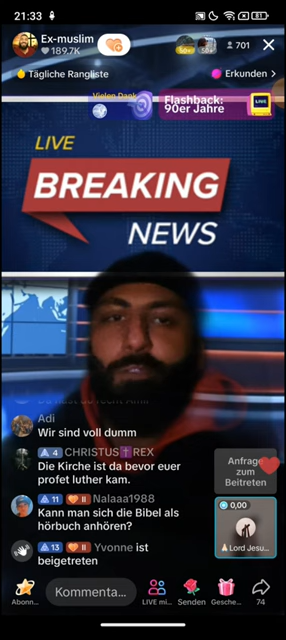 21:33
81
Ex-muslim
189.7K
701
Tägliche Rangliste
Erkunden >
Vielen Dank
Flashback:
90er Jahre
LIVE
LIVE
BREAKING
NEWS
Adi
Wir sind voll dumm
4 CHRISTUS✝️REX
Die Kirche ist da bevor euer
profet luther kam.
11 II Nalaaa1988
Kann man sich die Bibel als
hörbuch anhören?
13 II Yvonne ist
beigetreten
Anfrage
zum
Beitreten
0,00
Lord Jesu...
Abonn...
Kommenta...
LIVE mi...
Senden
Gesche...
74